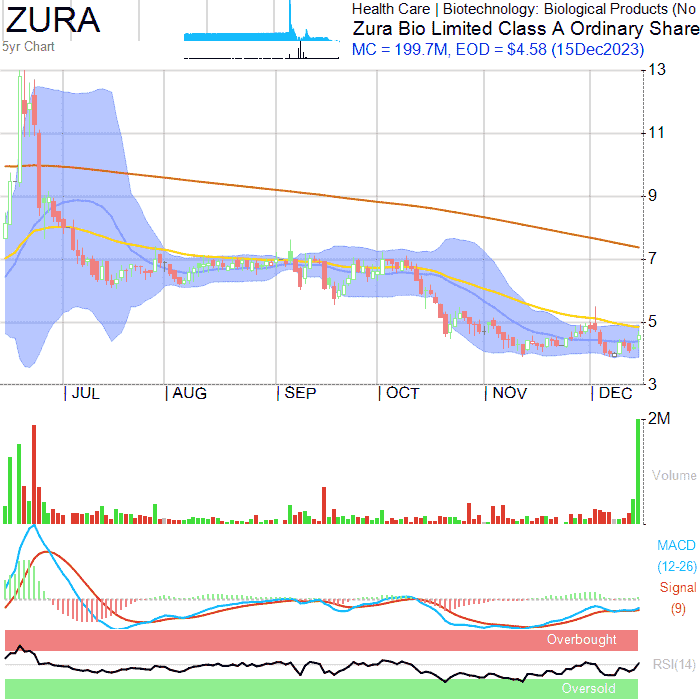 ZURA
5yr Chart
Health Care | Biotechnology: Biological Products (No
Zura Bio Limited Class A Ordinary Share
MC = 199.7M, EOD = $4.58 (15Dec2023)
13
11
9
7
5
3
JUL AUG SEP OCT NOV DEC
2M
Volume
MACD
(12-26)
Signal
(9)
Overbought
RSI(14)
Oversold